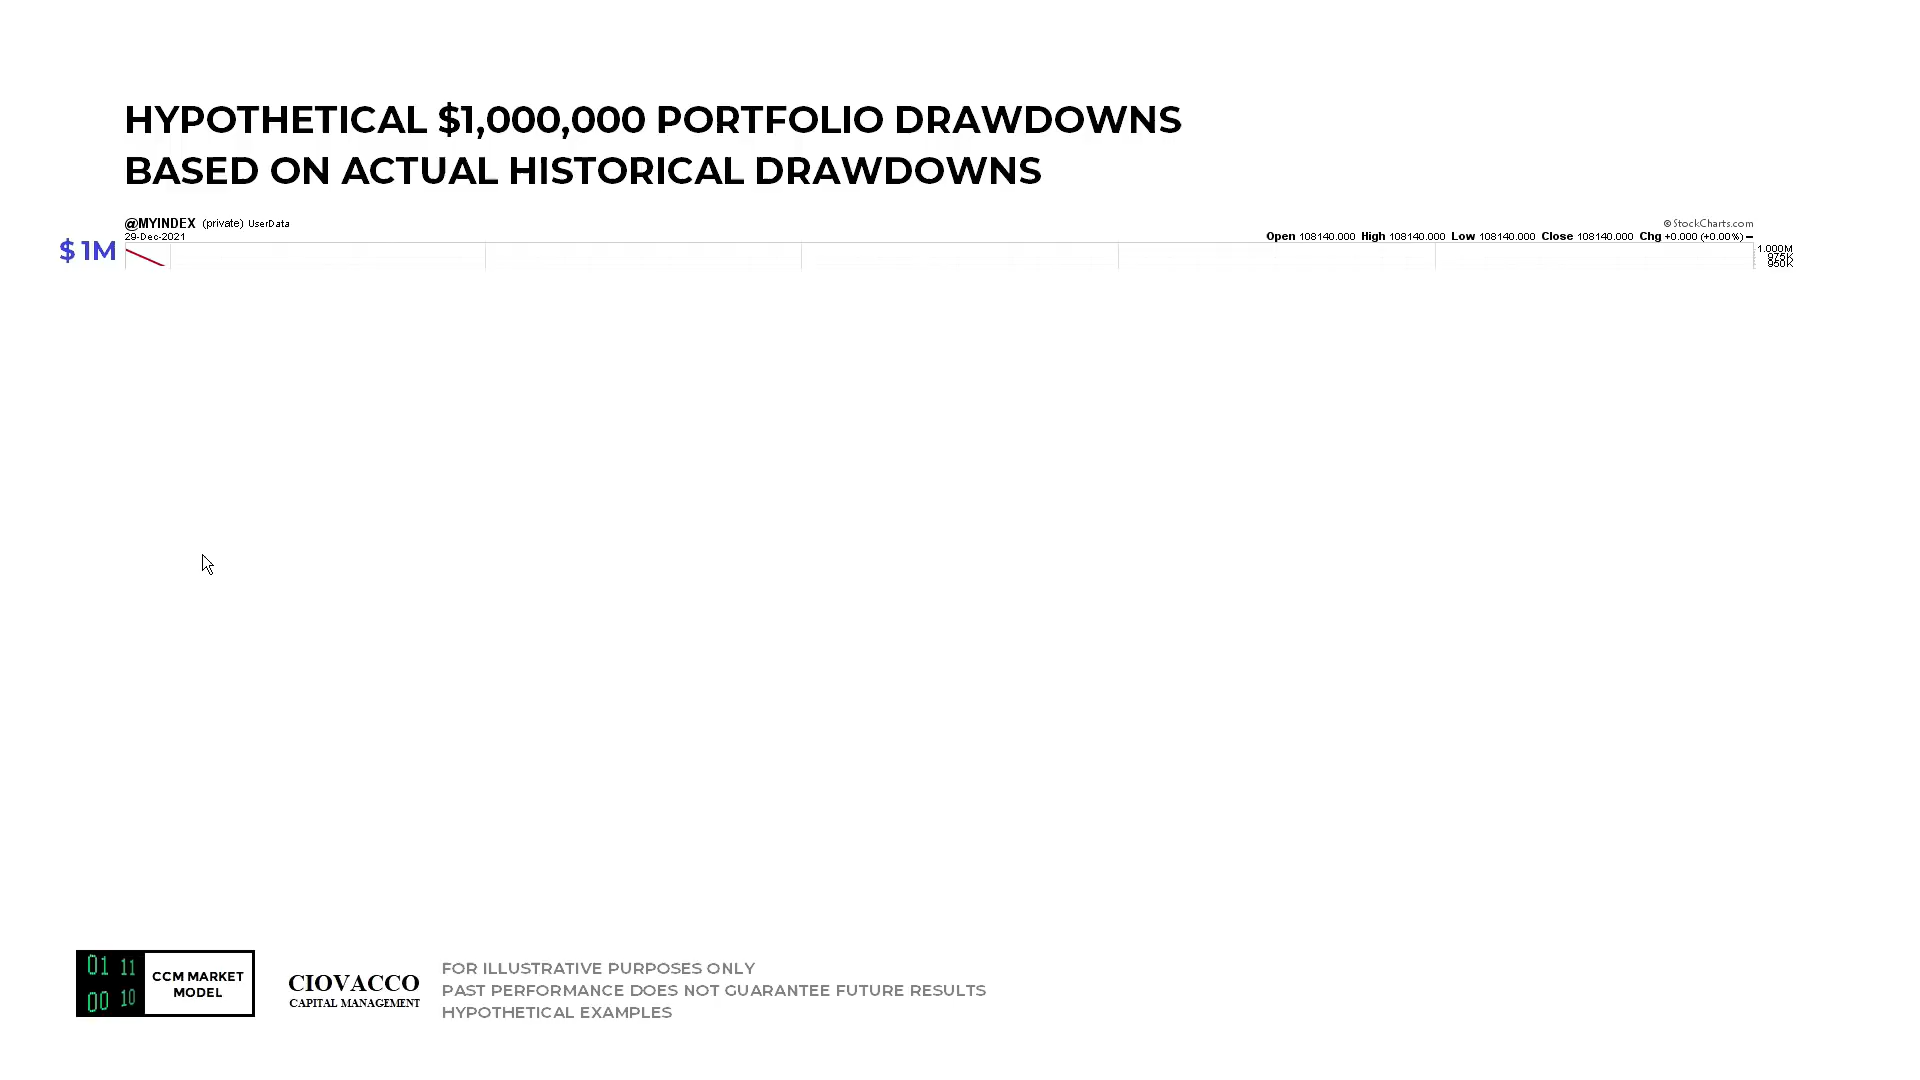 HYPOTHETICAL $1,000,000 PORTFOLIO DRAWDOWNS
BASED ON ACTUAL HISTORICAL DRAWDOWNS
@MYINDEX (private) UserData
© StockCharts.com
29-Dec-2021
Open 108140.000 High 108140.000 Low 108140.000 Close 108140.000 Chg +0.000 (+0.00%)
$ 1M
1.000M
975K
950K
01 11
00 10
CCM MARKET
MODEL
CIOVACCO
CAPITAL MANAGEMENT
FOR ILLUSTRATIVE PURPOSES ONLY
PAST PERFORMANCE DOES NOT GUARANTEE FUTURE RESULTS
HYPOTHETICAL EXAMPLES